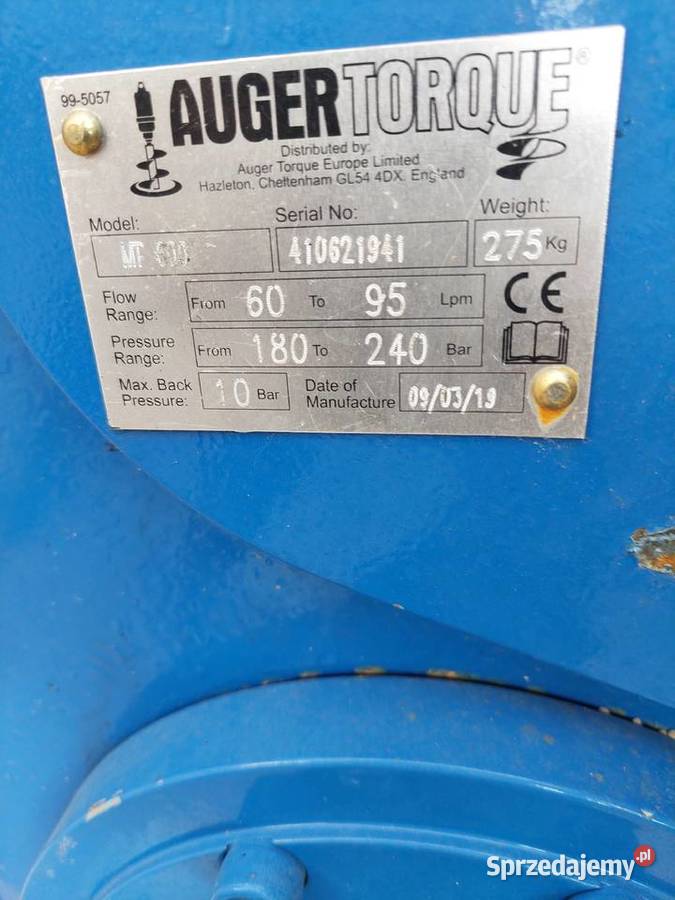 99-5057
AUGER TORQUE®
Distributed by:
Auger Torque Europe Limited
Hazleton, Cheltenham GL54 4DX. England
Model: Serial No: 410621941 Weight: 275 Kg
Flow Range: From 60 To 95 Lpm
CE
Pressure Range: From 180 To 240 Bar
Max. Back Pressure: 10 Bar Date of Manufacture 09/03/19
Sprzedajemy.pl